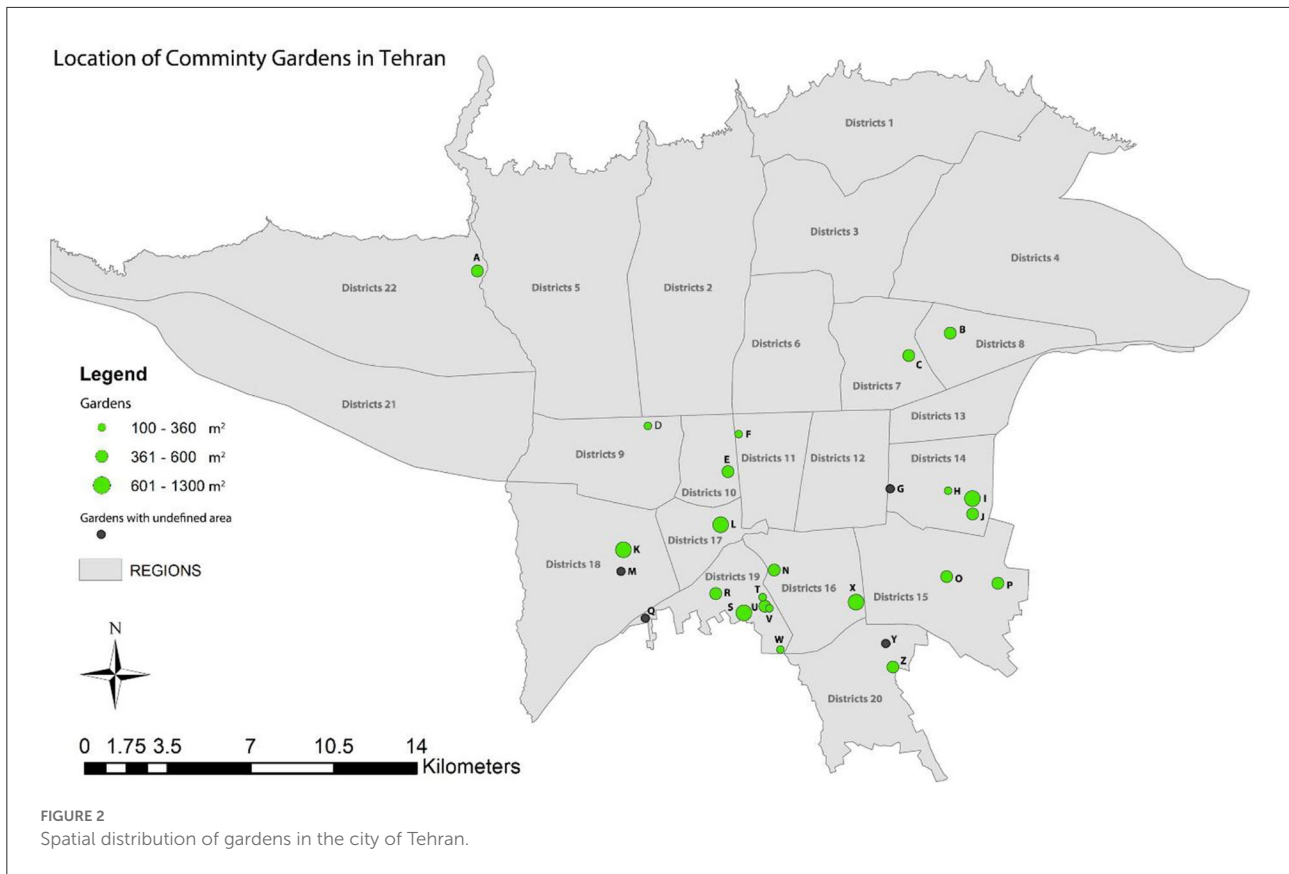 Location of Comminty Gardens in Tehran
Districts 1
Districts 3
Districts 4
A
Districts 22
Districts 5
Districts 2
Districts 6
B
Districts 8
C
Districts 7
Legend
Gardens
100 - 360 m²
361 - 600 m²
601 - 1300 m²
Gardens with undefined area
REGIONS
Districts 21
Districts 13
D
F
Districts 9
E
Districts 11
Districts 12
Districts 14
Districts 10
G
H
I
J
L
Districts 17
K
Districts 18
M
N
Districts 19
O
P
R
T
X
Districts 16
Districts 15
S
U
V
Q
W
Y
Z
Districts 20
N
0 1.75 3.5 7 10.5 14
Kilometers
FIGURE 2
Spatial distribution of gardens in the city of Tehran.